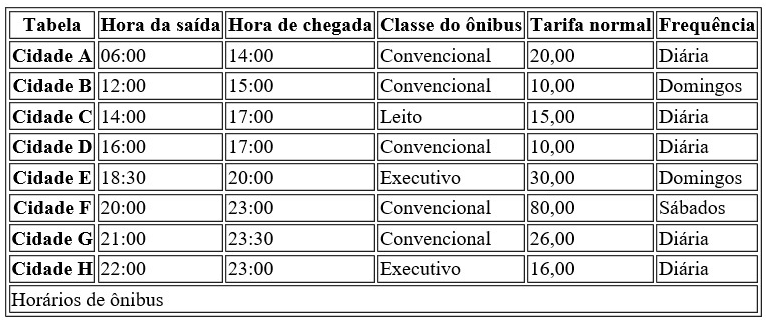 Tabela Hora da saída Hora de chegada Classe do ônibus Tarifa normal Frequência
Cidade A 06:00 14:00 Convencional 20,00 Diária
Cidade B 12:00 15:00 Convencional 10,00 Domingos
Cidade C 14:00 17:00 Leito 15,00 Diária
Cidade D 16:00 17:00 Convencional 10,00 Diária
Cidade E 18:30 20:00 Executivo 30,00 Domingos
Cidade F 20:00 23:00 Convencional 80,00 Sábados
Cidade G 21:00 23:30 Convencional 26,00 Diária
Cidade H 22:00 23:00 Executivo 16,00 Diária
Horários de ônibus